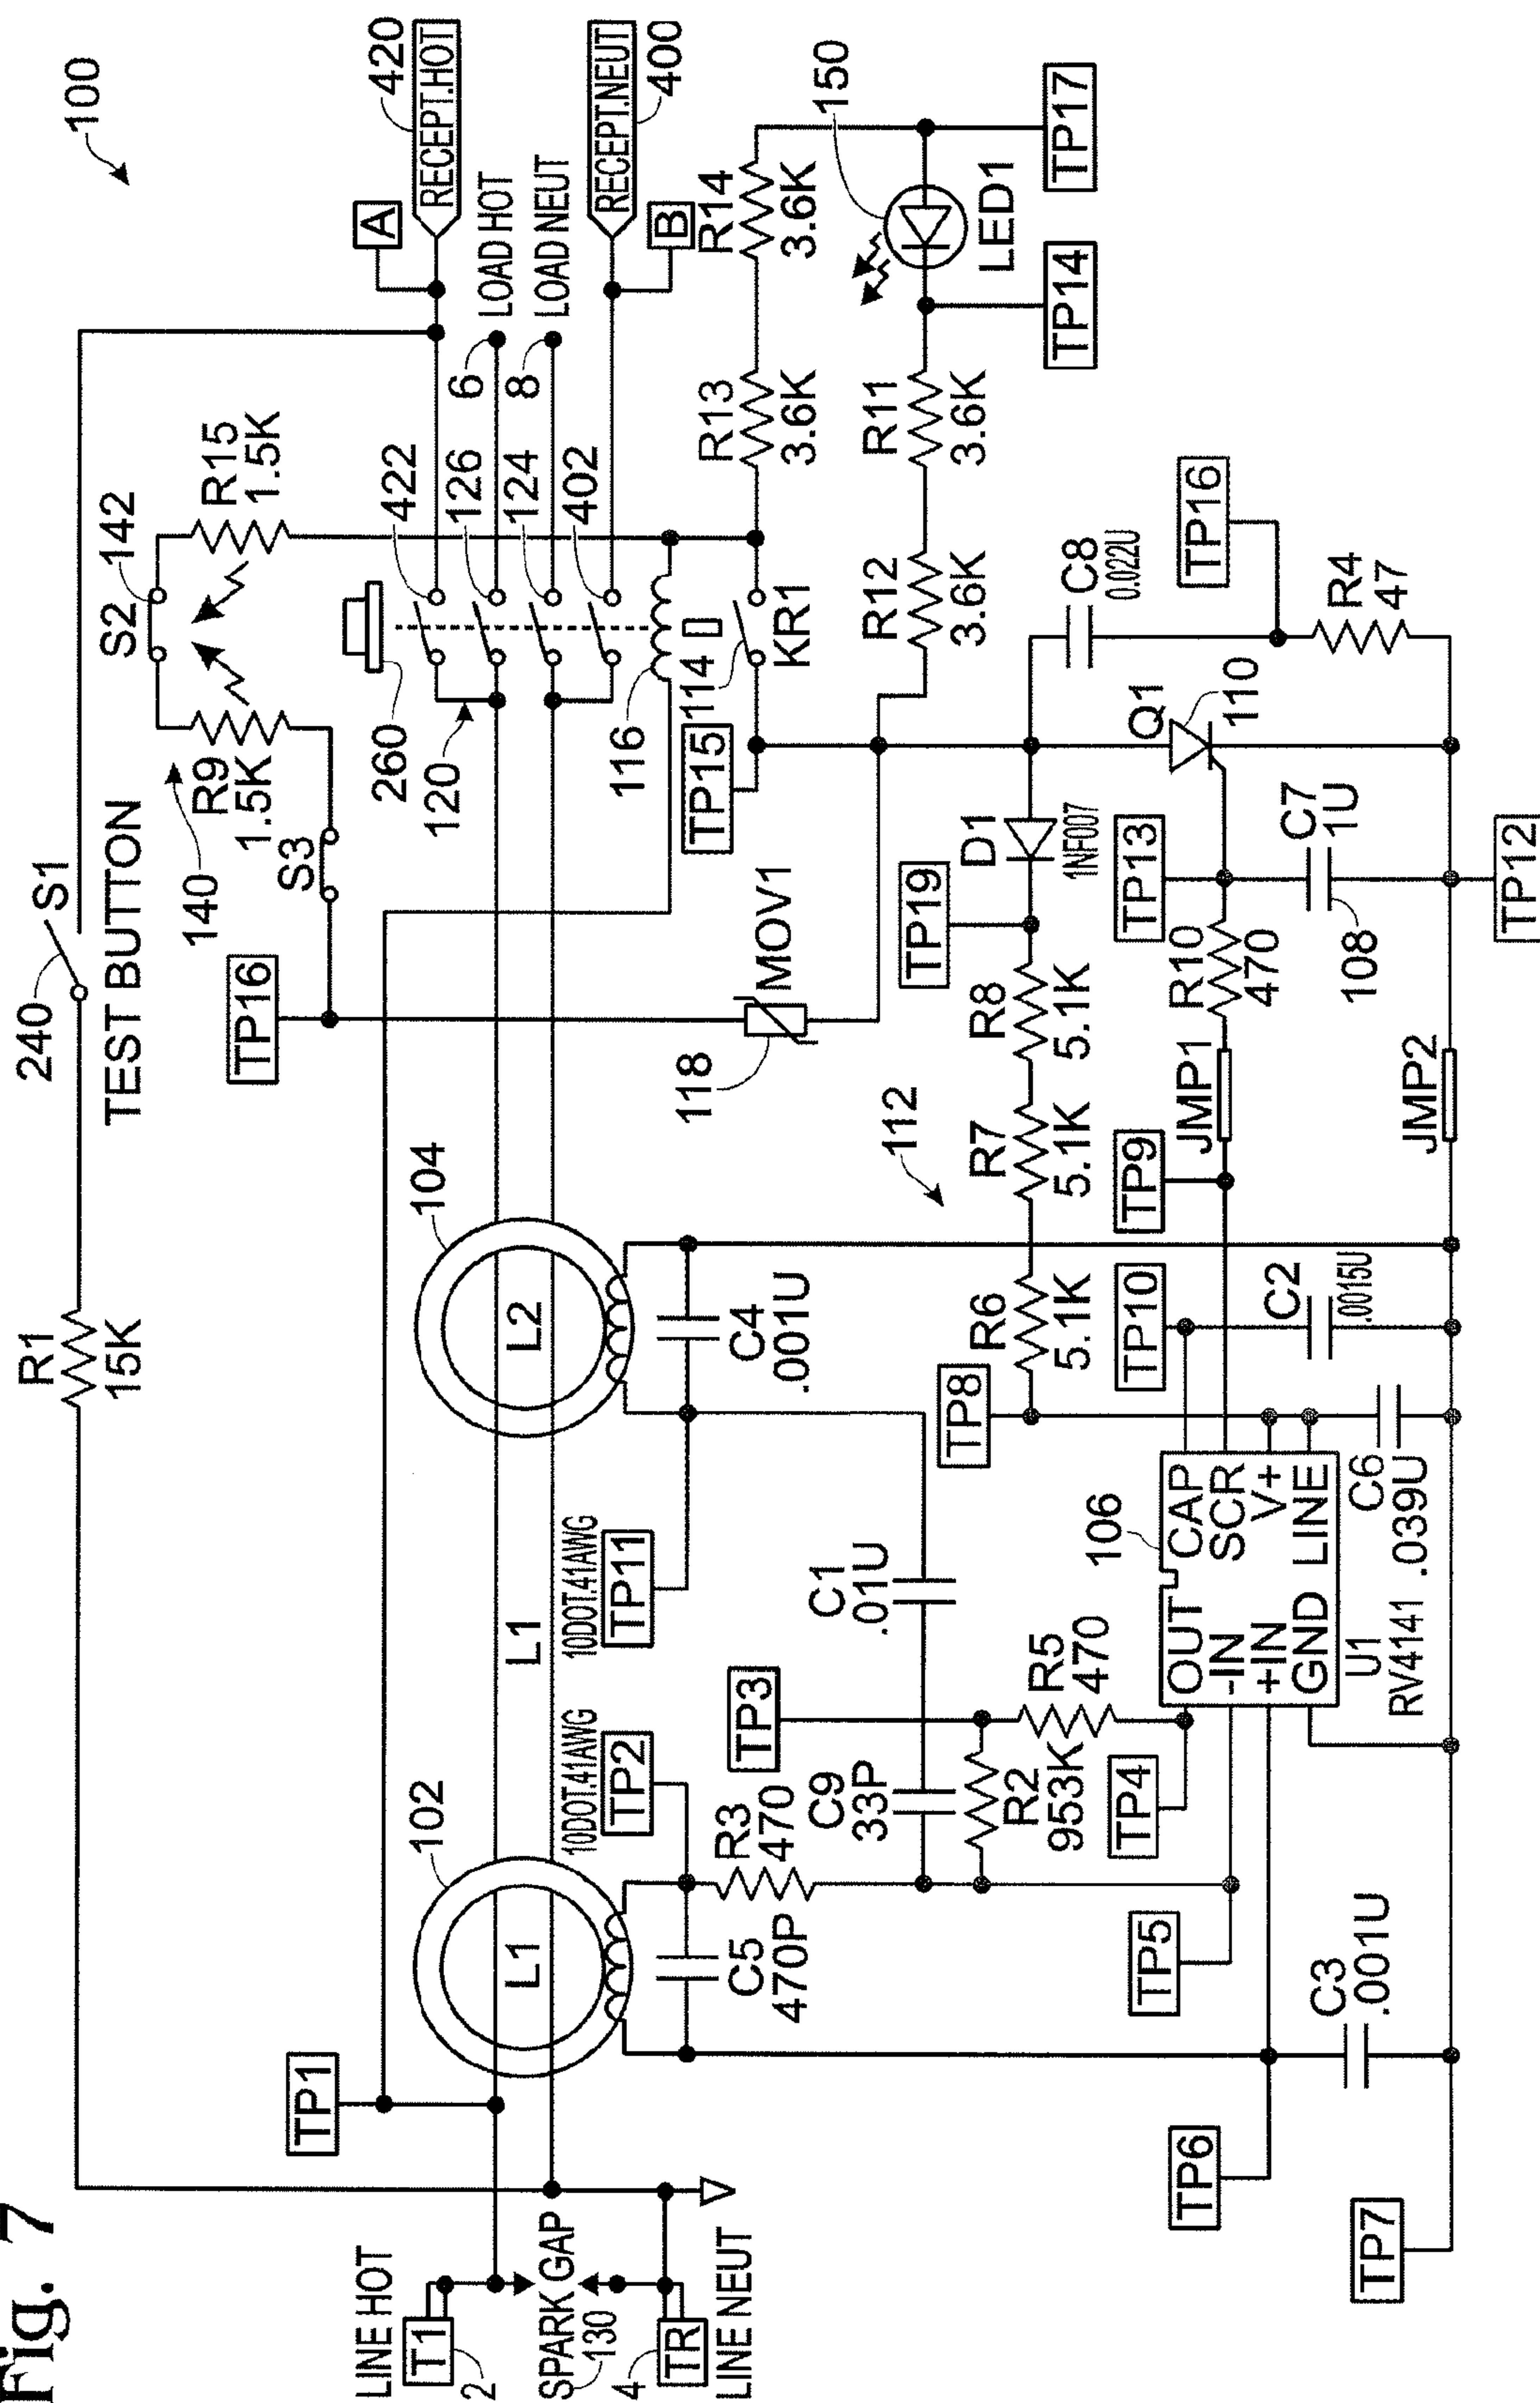 Fig. 7
100
240
S1
TEST BUTTON
R1
15K
S2
142
R15
1.5K
140
R9
1.5K
S3
TP16
TP1
LINE HOT
T1
2
SPARK GAP
130
4
TR
LINE NEUT
102
L1
10DOT.41AWG
TP2
L1
10DOT.41AWG
TP11
104
L2
260
120
422
126
124
402
A
420
RECEPT.HOT
6
LOAD HOT
8
LOAD NEUT
B
RECEPT.NEUT
400
116
114
KR1
TP15
118
MOV1
R13
3.6K
R14
3.6K
150
LED1
TP17
TP14
R12
3.6K
R11
3.6K
C5
470P
R3
470
C4
.001U
C9
33P
C1
.01U
TP3
R2
953K
R5
470
TP4
TP5
TP6
TP7
C3
.001U
106
OUT
-IN
+IN
GND
CAP
SCR
V+
LINE
U1
RV4141
C6
.039U
TP8
112
R6
5.1K
R7
5.1K
R8
5.1K
TP19
D1
1NF007
TP10
C2
.0015U
TP9
JMP1
R10
470
TP13
C7
1U
108
JMP2
TP12
Q1
110
C8
0.022U
TP16
R4
47